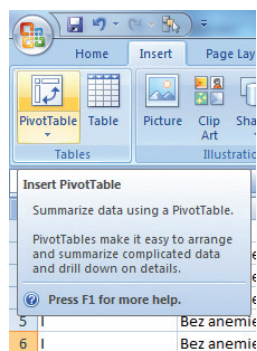 Home Insert Page Lay
PivotTable Table Picture Clip Art Sha
Tables Illustratio
Insert PivotTable
Summarize data using a PivotTable.
PivotTables make it easy to arrange
and summarize complicated data
and drill down on details.
Press F1 for more help.
5 I Bez anemie
6 I Bez anemie